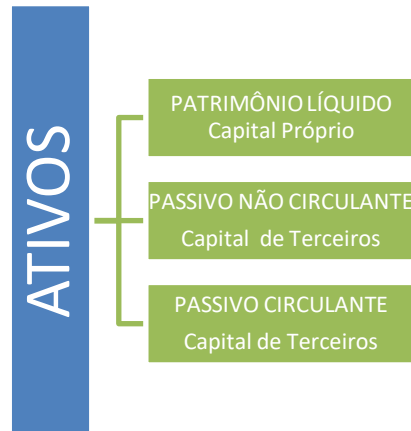 ATIVOS
PATRIMÔNIO LÍQUIDO
Capital Próprio
PASSIVO NÃO CIRCULANTE
Capital de Terceiros
PASSIVO CIRCULANTE
Capital de Terceiros